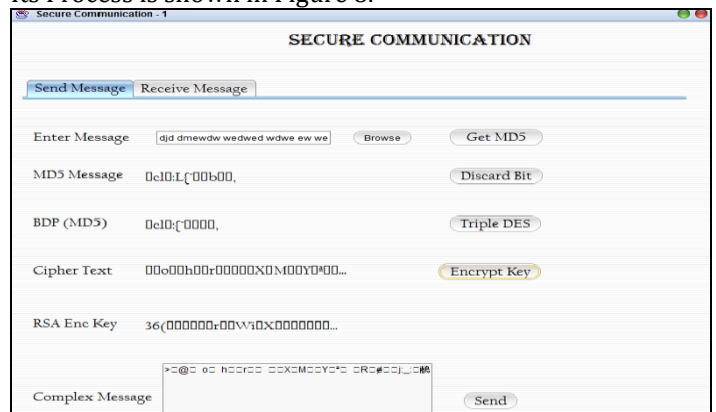 its Process is shown in Figure 8.
Secure Communication - 1
SECURE COMMUNICATION
Send Message Receive Message
Enter Message djd dmewdw wedwed wdwe ew we Browse Get MD5
MD5 Message Discard Bit
BDP (MD5) Triple DES
Cipher Text Encrypt Key
RSA Enc Key
Complex Message Send